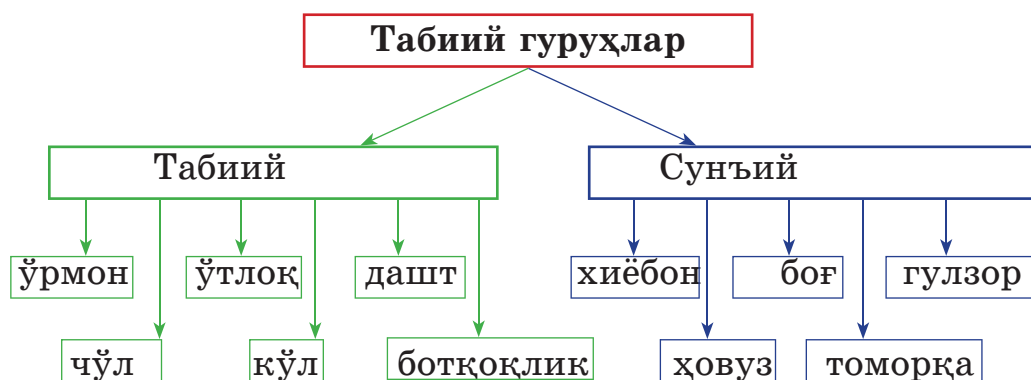 Табиий гуруҳлар
Табиий
Сунъий
ўрмон
ўтлоқ
дашт
хиёбон
боғ
гулзор
чўл
кўл
ботқоқлик
ҳовуз
томорқа